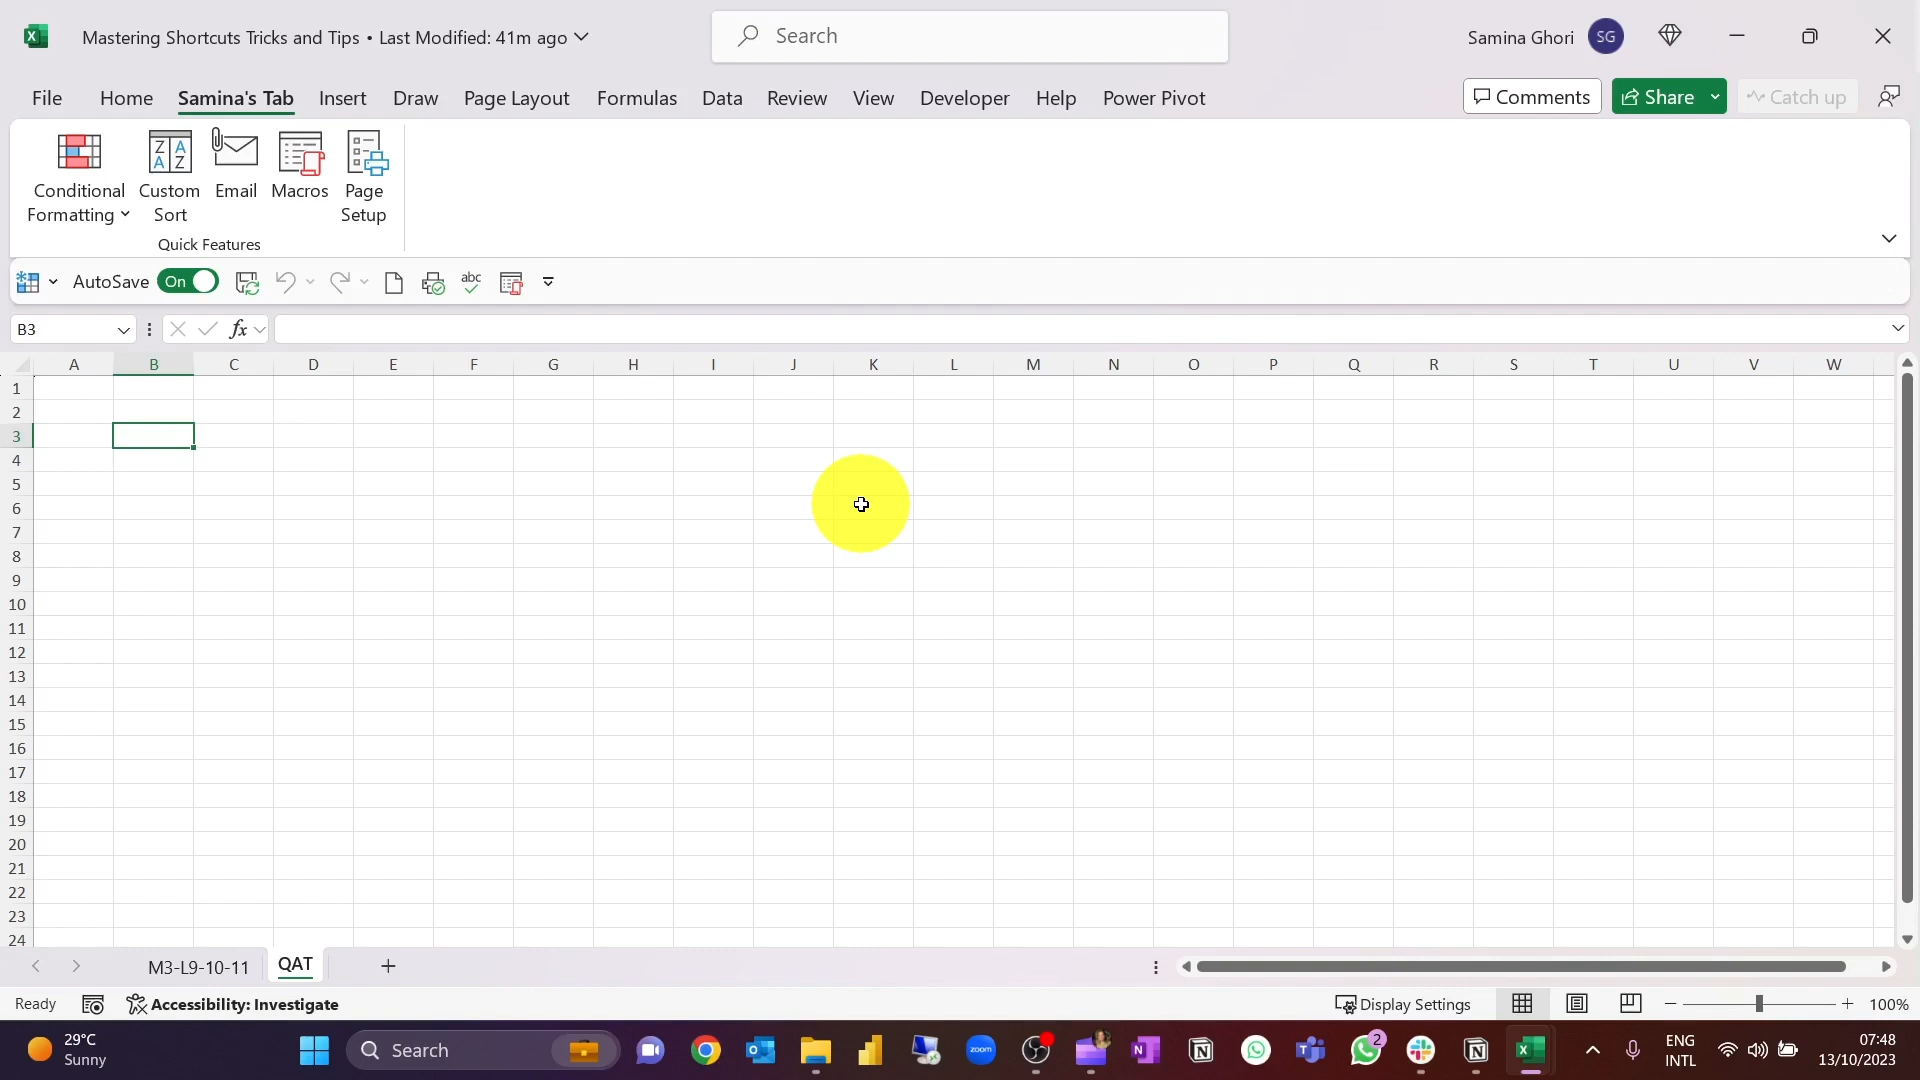 Mastering Shortcuts Tricks and Tips • Last Modified: 41m ago
Search
Samina Ghori SG
File Home Samina's Tab Insert Draw Page Layout Formulas Data Review View Developer Help Power Pivot Comments Share Catch up
Conditional Formatting
Custom Sort
Email
Macros
Page Setup
Quick Features
AutoSave On abc
B3 fx
A B C D E F G H I J K L M N O P Q R S T U V W
1
2
3
4
5
6
7
8
9
10
11
12
13
14
15
16
17
18
19
20
21
22
23
24
M3-L9-10-11 QAT
Ready Accessibility: Investigate Display Settings 100%
29°C
Sunny
Search
zoom
2
ENG
INTL
07:48
13/10/2023